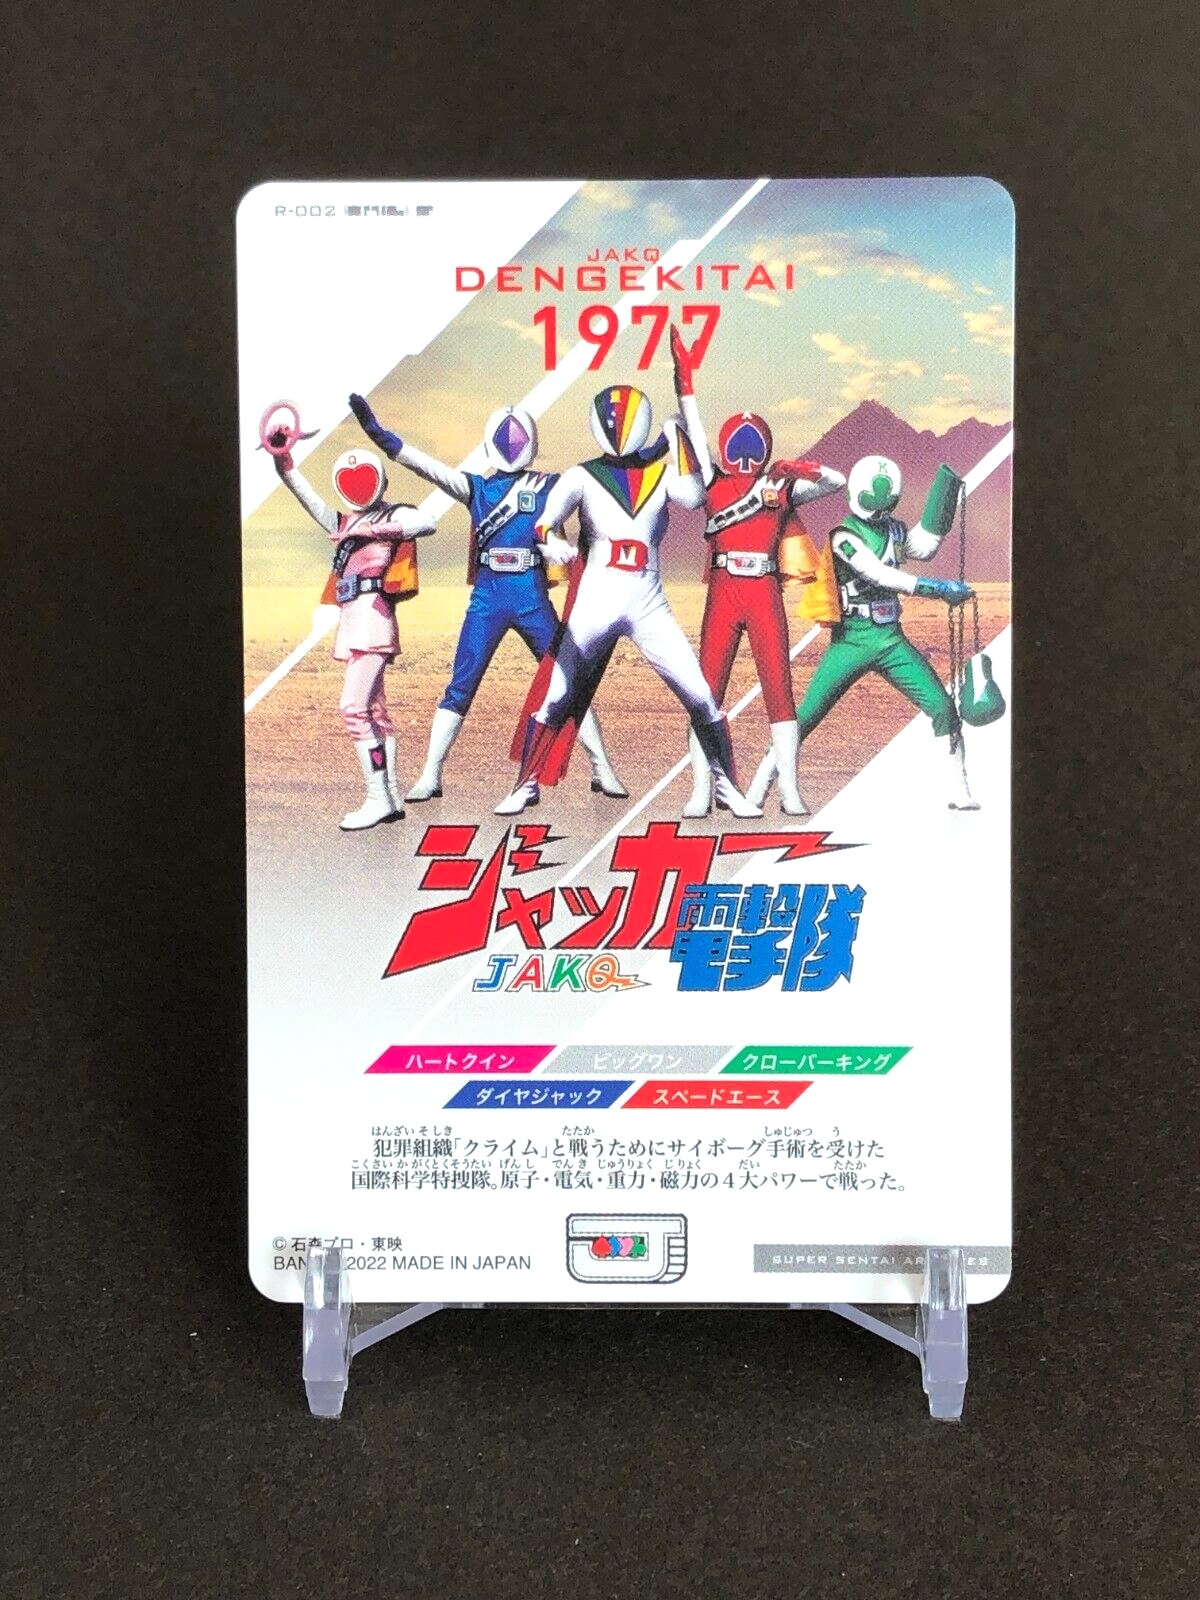 R-002
JAKQ
DENGEKITAI
1977
Q
J
A
K
ジャッカー
電撃隊
JAKQ
ハートクイン ビッグワン クローバーキング
ダイヤジャック スペードエース
はんざい そ しき たたか しゅじゅつ う
犯罪組織「クライム」と戦うためにサイボーグ手術を受けた
こくさい か がくとくそうたい げん し でん き じゅうりょく じ りょく だい たたか
国際科学特捜隊。原子・電気・重力・磁力の4大パワーで戦った。
© 石森プロ・東映
2022 MADE IN JAPAN
SUPER SENTAI